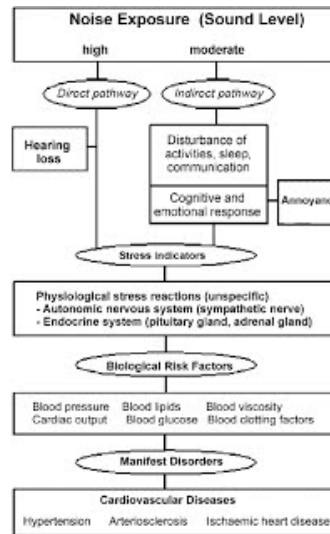 Noise Exposure (Sound Level)
high moderate
Direct pathway Indirect pathway
Hearing
loss
Disturbance of
activities, sleep,
communication
Cognitive and
emotional response
Annoyanc
Stress Indicators
Physiological stress reactions (unspecific)
- Autonomic nervous system (sympathetic nerve)
- Endocrine system (pituitary gland, adrenal gland)
Biological Risk Factors
Blood pressure Blood lipids Blood viscosity
Cardiac output Blood glucose Blood clotting factors
Manifest Disorders
Cardiovascular Diseases
Hypertension Arteriosclerosis Ischaemic heart disease